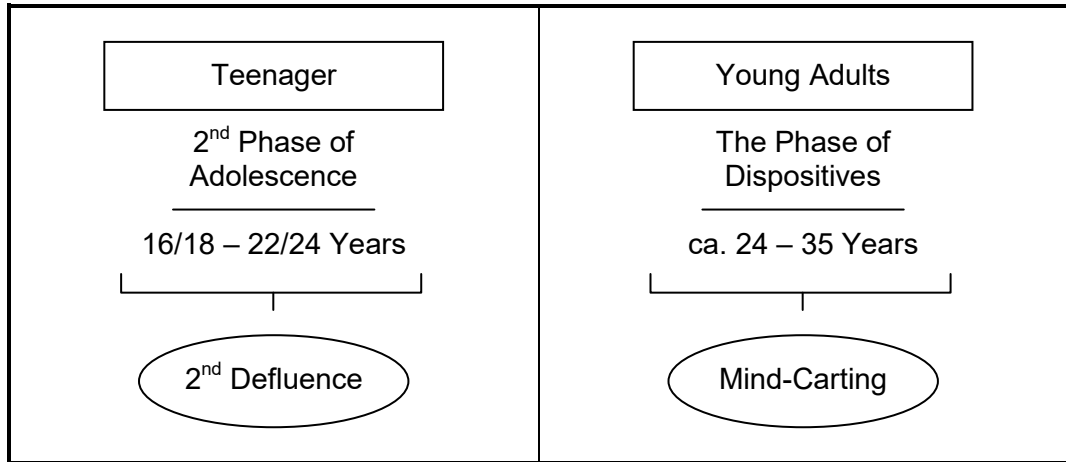 Teenager
2nd Phase of
Adolescence
16/18 – 22/24 Years
2nd Defluence
Young Adults
The Phase of
Dispositives
ca. 24 – 35 Years
Mind-Carting